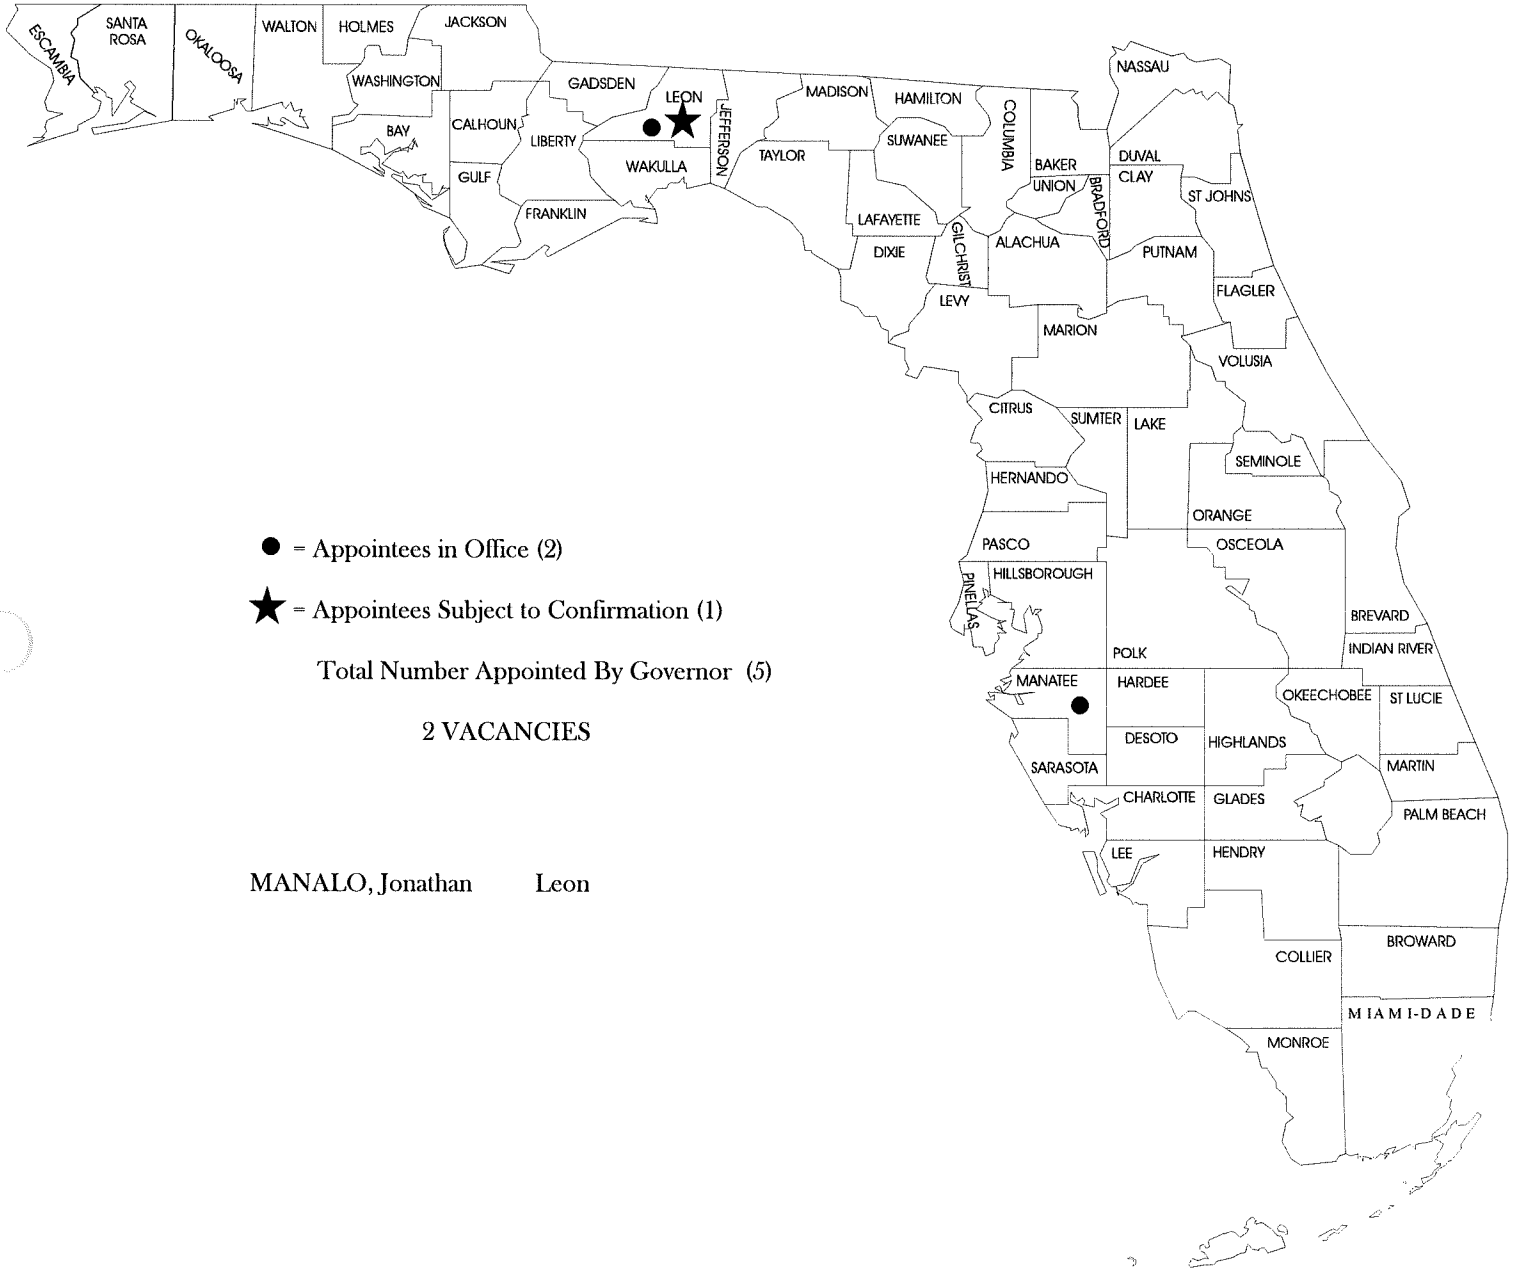 ESCAMBIA
SANTA
ROSA
OKALOOSA
WALTON
HOLMES
JACKSON
WASHINGTON
BAY
CALHOUN
GULF
GADSDEN
LIBERTY
FRANKLIN
LEON
WAKULLA
JEFFERSON
MADISON
TAYLOR
HAMILTON
SUWANEE
LAFAYETTE
DIXIE
COLUMBIA
GILCHRIST
BAKER
UNION
BRADFORD
ALACHUA
LEVY
NASSAU
DUVAL
CLAY
ST JOHNS
PUTNAM
FLAGLER
MARION
VOLUSIA
CITRUS
SUMTER
LAKE
SEMINOLE
HERNANDO
ORANGE
PASCO
OSCEOLA
PINELLAS
HILLSBOROUGH
POLK
BREVARD
INDIAN RIVER
MANATEE
HARDEE
OKEECHOBEE
ST LUCIE
DESOTO
HIGHLANDS
SARASOTA
MARTIN
CHARLOTTE
GLADES
PALM BEACH
LEE
HENDRY
BROWARD
COLLIER
MIAMI-DADE
MONROE
= Appointees in Office (2)
= Appointees Subject to Confirmation (1)
Total Number Appointed By Governor (5)
2 VACANCIES
MANALO, Jonathan Leon